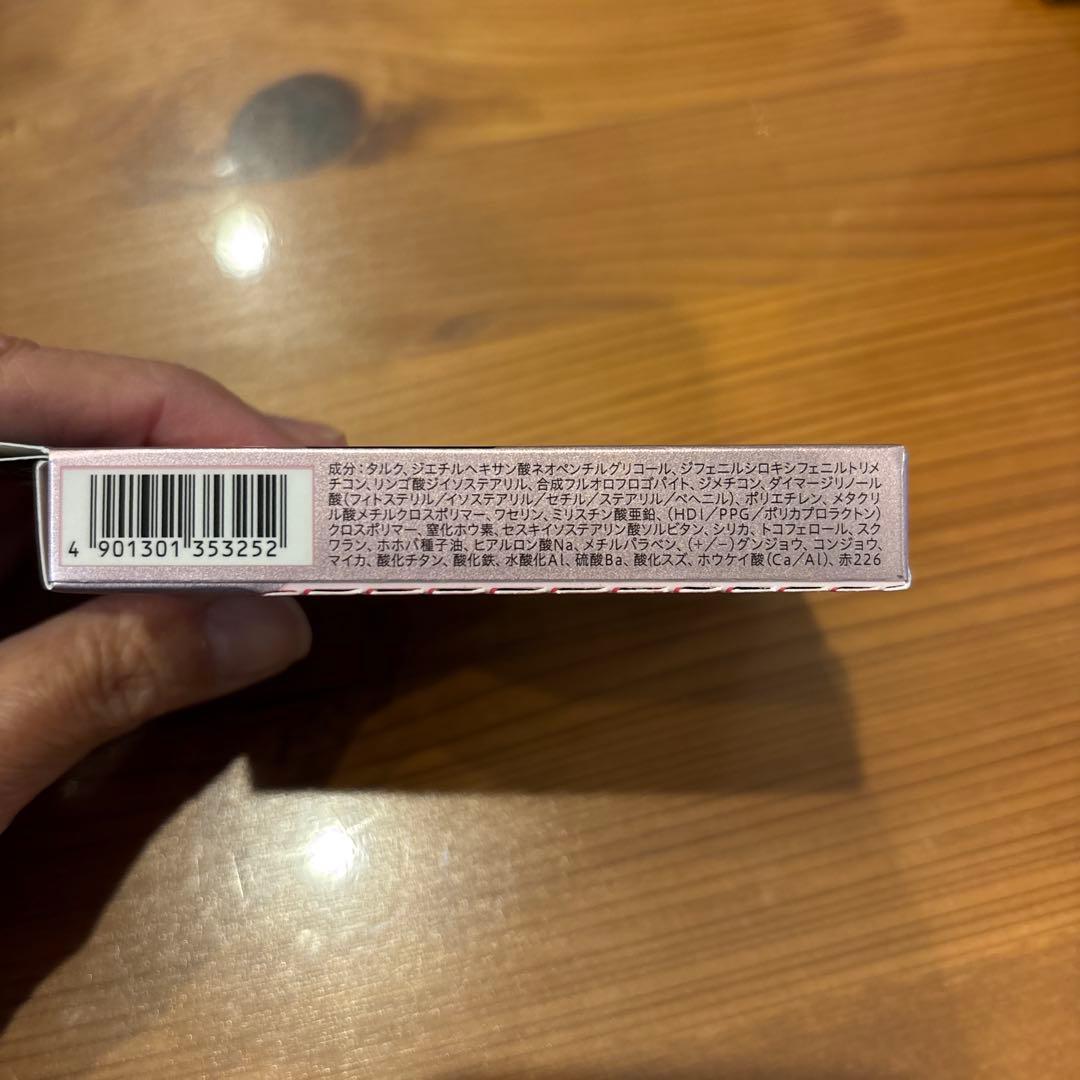 4 901301 353252
成分:タルク、ジエチルヘキサン酸ネオペンチルグリコール、ジフェニルシロキシフェニルトリメ
チコン、リンゴ酸ジイソステアリル、合成フルオロフロゴパイト、ジメチコン、ダイマージリノール
酸(フィトステリル/イソステアリル/セチル/ステアリル/ベヘニル)、ポリエチレン、メタクリ
ル酸メチルクロスポリマー、ワセリン、ミリスチン酸亜鉛、(HDI/PPG/ポリカプロラクトン)
クロスポリマー、窒化ホウ素、セスキイソステアリン酸ソルビタン、シリカ、トコフェロール、スク
ワラン、ホホバ種子油、ヒアルロン酸Na、メチルパラベン、(+/−)グンジョウ、コンジョウ、
マイカ、酸化チタン、酸化鉄、水酸化Al、硫酸Ba、酸化スズ、ホウケイ酸(Ca/Al)、赤226